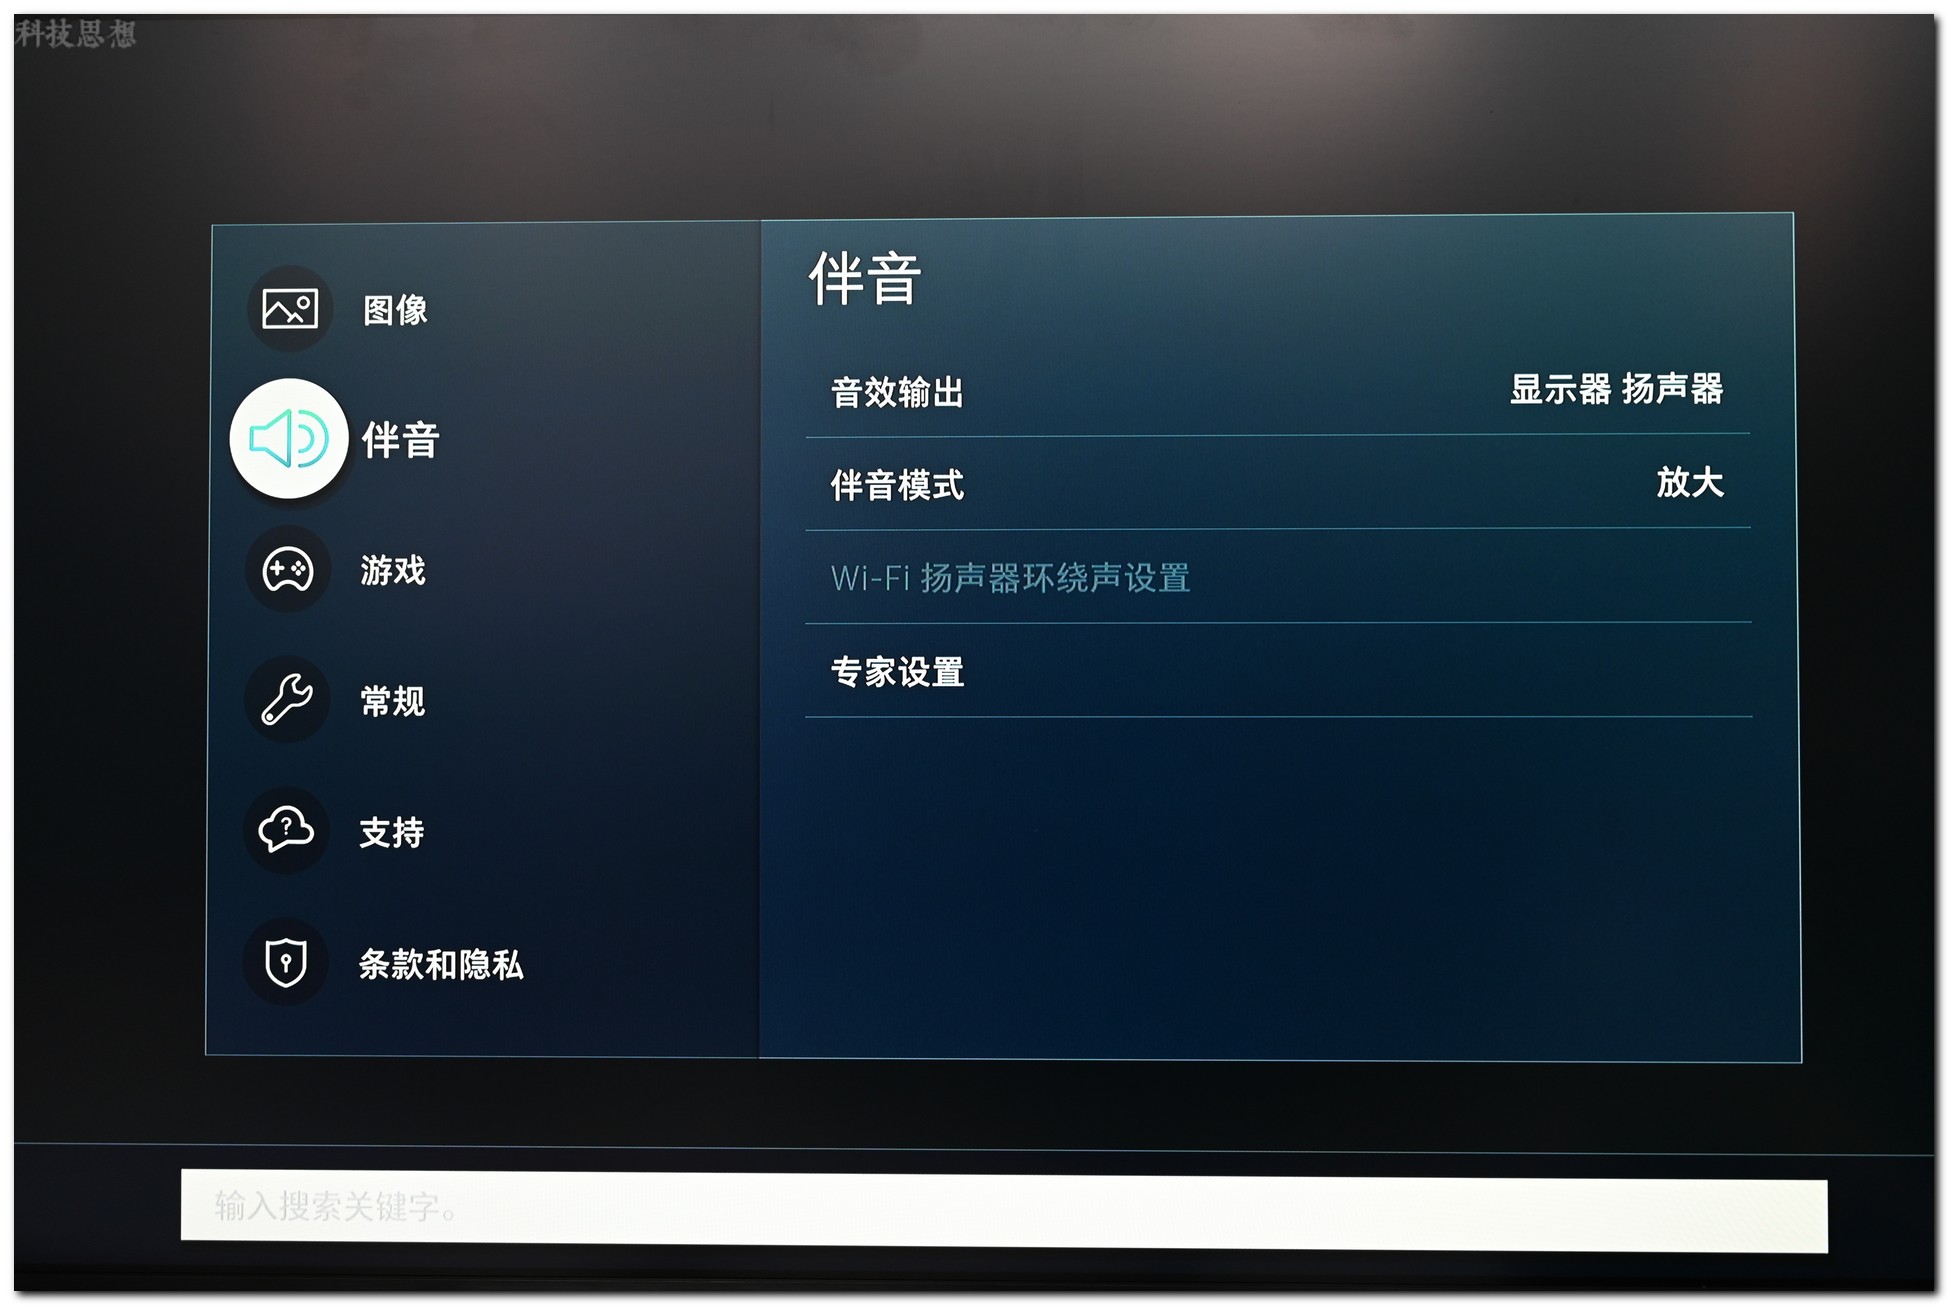 科技思想
图像
伴音
游戏
常规
支持
条款和隐私
伴音
音效输出 显示器 扬声器
伴音模式 放大
Wi-Fi 扬声器环绕声设置
专家设置
输入搜索关键字。